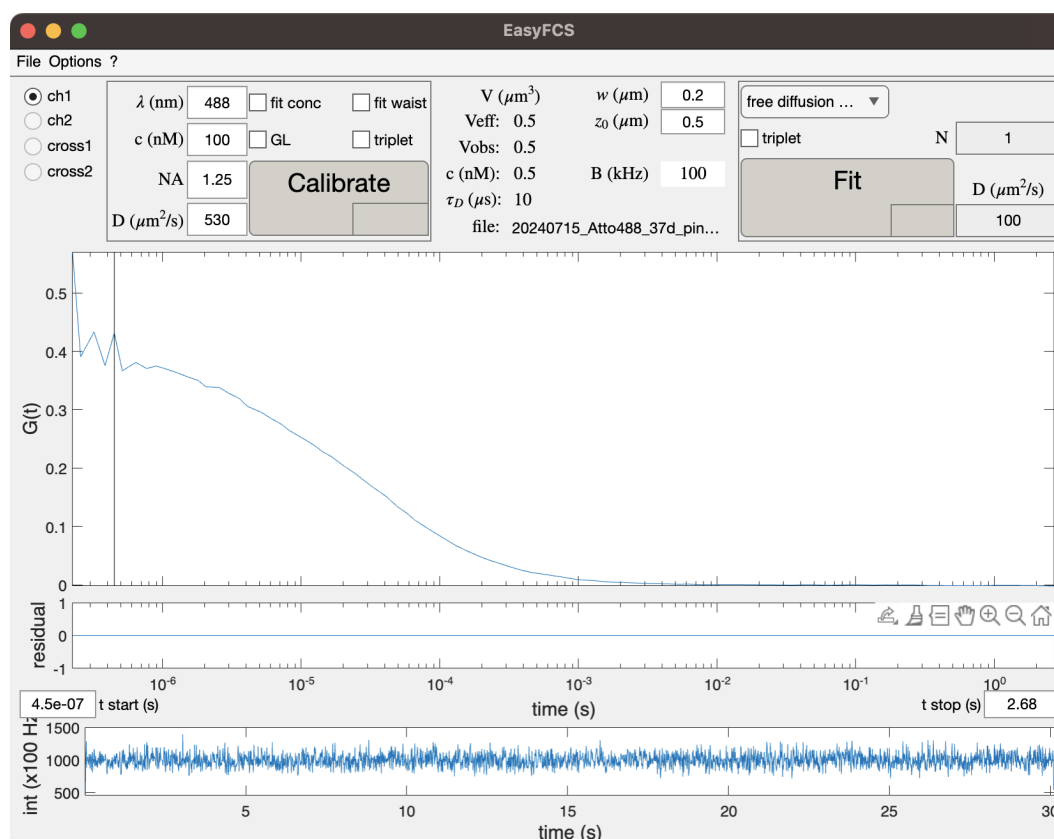 EasyFCS
File Options ?
ch1
ch2
cross1
cross2
λ (nm) 488 fit conc fit waist
c (nM) 100 GL triplet
NA 1.25 Calibrate
D (μm²/s) 530
V (μm³) w (μm) 0.2
Veff: 0.5 z₀ (μm) 0.5
Vobs: 0.5
c (nM): 0.5 B (kHz) 100
τD (μs): 10
file: 20240715_Atto488_37d_pin...
free diffusion ...
triplet N 1
Fit D (μm²/s)
100
G(t)
0.5
0.4
0.3
0.2
0.1
0
residual
1
0
-1
10⁻⁶ 10⁻⁵ 10⁻⁴ 10⁻³ 10⁻² 10⁻¹ 10⁰
4.5e-07 t start (s) time (s) t stop (s) 2.68
int (x100 Hz
1500
1000
500
5 10 15 20 25 30
time (s)